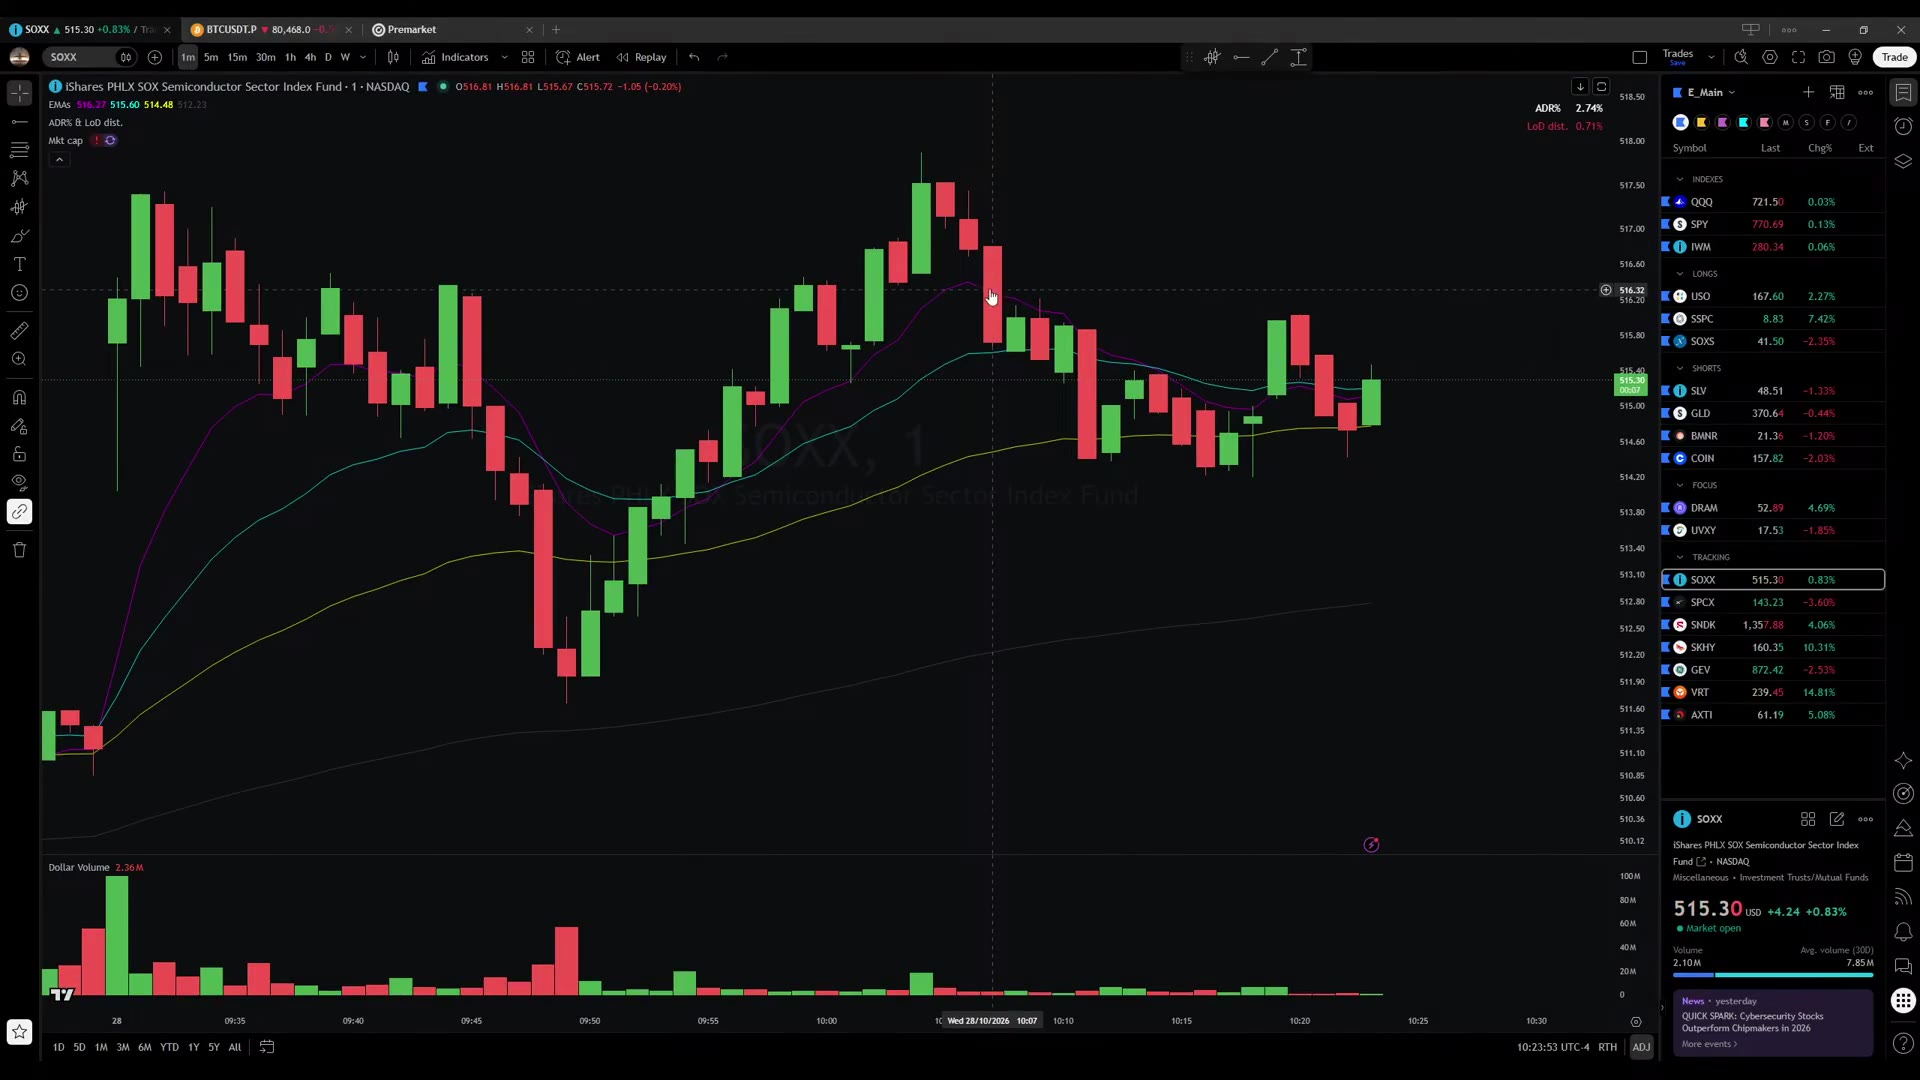 SOXX ▲ 515.30 +0.83% / Tra
BTCUSDT.P ▼ 80,468.0
Premarket
SOXX
1m 5m 15m 30m 1h 4h D W
Indicators
Alert
Replay
Trades
Save
Trade
iShares PHLX SOX Semiconductor Sector Index Fund · 1 · NASDAQ
O516.81 H516.81 L515.67 C515.72 −1.05 (−0.20%)
EMAs 516.27 515.60 514.48 512.23
ADR% & LoD dist.
Mkt cap
ADR% 2.74%
LoD dist. 0.71%
518.50
518.00
517.50
517.00
516.60
516.32
516.20
515.80
515.40
515.30
00:07
515.00
514.60
514.20
513.80
513.40
513.10
512.80
512.50
512.20
511.90
511.60
511.35
511.10
510.85
510.60
510.36
510.12
SOXX, 1
iShares PHLX SOX Semiconductor Sector Index Fund
Dollar Volume 2.36M
100M
80M
60M
40M
20M
0
28 09:35 09:40 09:45 09:50 09:55 10:00 Wed 28/10/2026 10:07 10:10 10:15 10:20 10:25 10:30
1D 5D 1M 3M 6M YTD 1Y 5Y All
10:23:53 UTC-4 RTH ADJ
E_Main
M S F /
Symbol Last Chg% Ext
INDEXES
QQQ 721.50 0.03%
SPY 770.69 0.13%
IWM 280.34 0.06%
LONGS
USO 167.60 2.27%
SSPC 8.83 7.42%
SOXS 41.50 −2.35%
SHORTS
SLV 48.51 −1.33%
GLD 370.64 −0.44%
BMNR 21.36 −1.20%
COIN 157.82 −2.03%
FOCUS
DRAM 52.89 4.69%
UVXY 17.53 −1.85%
TRACKING
SOXX 515.30 0.83%
SPCX 143.23 −3.60%
SNDK 1,357.88 4.06%
SKHY 160.35 10.31%
GEV 872.42 −2.53%
VRT 239.45 14.81%
AXTI 61.19 5.08%
SOXX
iShares PHLX SOX Semiconductor Sector Index
Fund · NASDAQ
Miscellaneous · Investment Trusts/Mutual Funds
515.30 USD +4.24 +0.83%
Market open
Volume Avg. volume (30D)
2.10M 7.85M
News · yesterday
QUICK SPARK: Cybersecurity Stocks
Outperform Chipmakers in 2026
More events